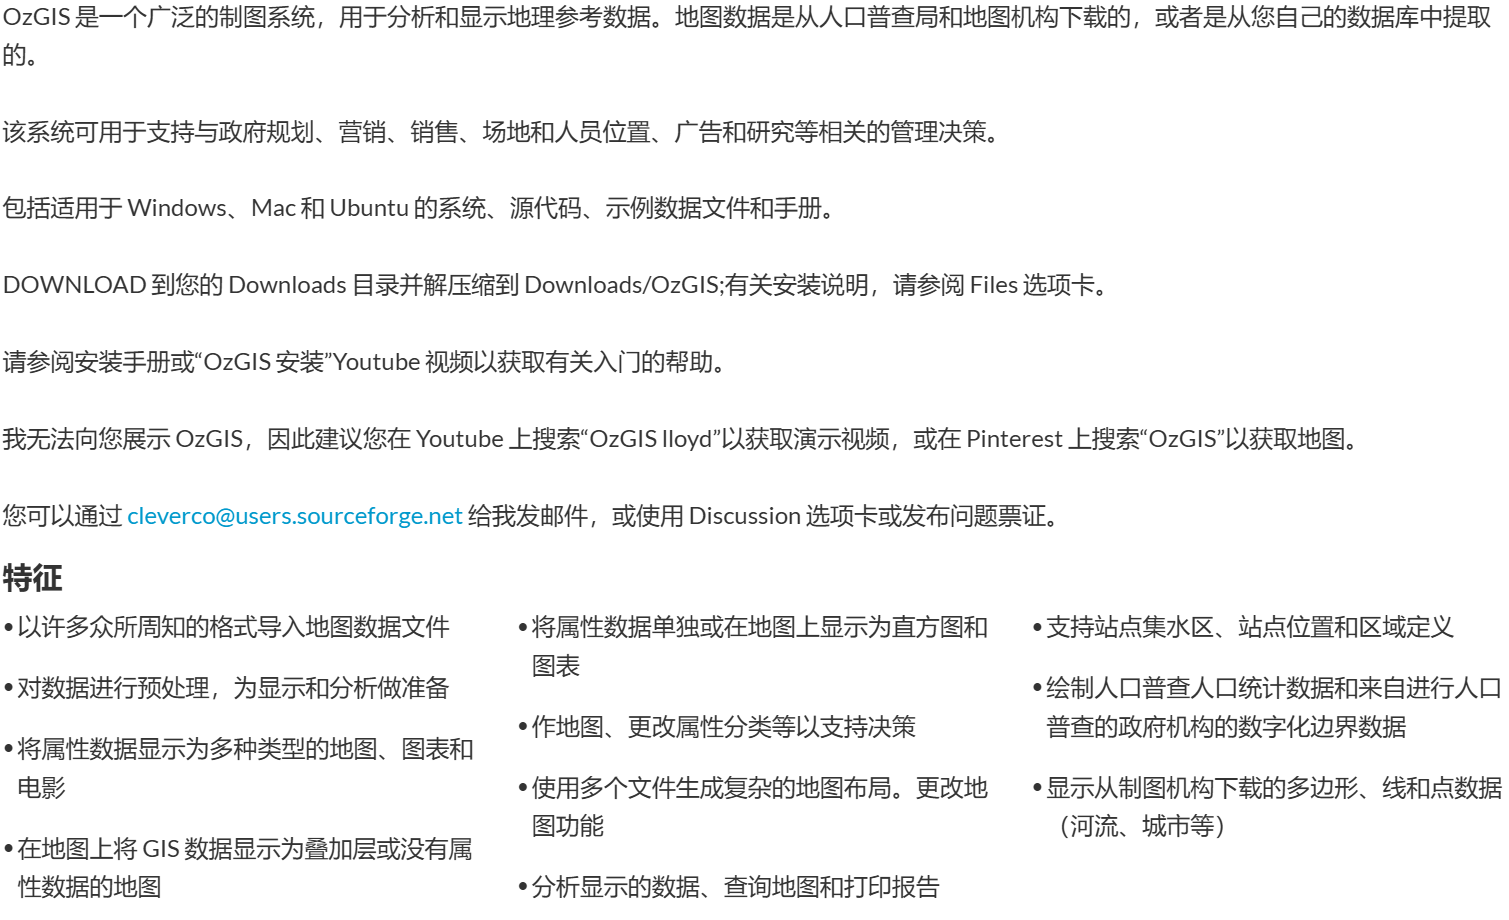 OzGIS 是一个广泛的制图系统，用于分析和显示地理参考数据。地图数据是从人口普查局和地图机构下载的，或者是从您自己的数据库中提取
的。
该系统可用于支持与政府规划、营销、销售、场地和人员位置、广告和研究等相关的管理决策。
包括适用于 Windows、Mac 和 Ubuntu 的系统、源代码、示例数据文件和手册。
DOWNLOAD 到您的 Downloads 目录并解压缩到 Downloads/OzGIS;有关安装说明，请参阅 Files 选项卡。
请参阅安装手册或“OzGIS 安装”Youtube 视频以获取有关入门的帮助。
我无法向您展示 OzGIS，因此建议您在 Youtube 上搜索“OzGIS lloyd”以获取演示视频，或在 Pinterest 上搜索“OzGIS”以获取地图。
您可以通过 cleverco@users.sourceforge.net 给我发邮件，或使用 Discussion 选项卡或发布问题票证。
特征
•以许多众所周知的格式导入地图数据文件
•对数据进行预处理，为显示和分析做准备
•将属性数据显示为多种类型的地图、图表和
电影
•在地图上将 GIS 数据显示为叠加层或没有属
性数据的地图
•将属性数据单独或在地图上显示为直方图和
图表
•作地图、更改属性分类等以支持决策
•使用多个文件生成复杂的地图布局。更改地
图功能
•分析显示的数据、查询地图和打印报告
•支持站点集水区、站点位置和区域定义
•绘制人口普查人口统计数据和来自进行人口
普查的政府机构的数字化边界数据
•显示从制图机构下载的多边形、线和点数据
（河流、城市等）